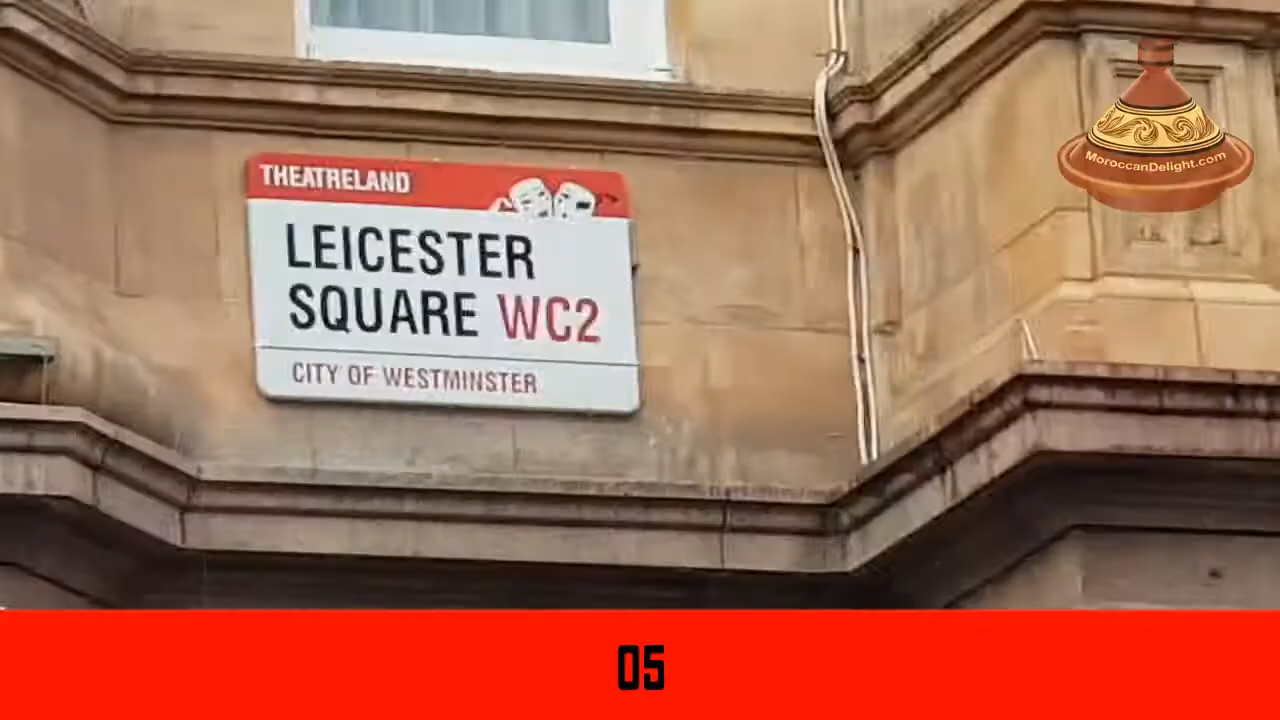 THEATRELAND
LEICESTER
SQUARE WC2
CITY OF WESTMINSTER
MoroccanDelight.com
05